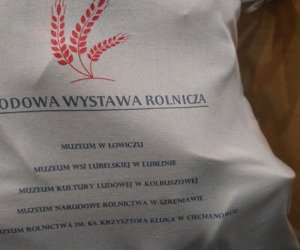 ODOWA WYSTAWA ROLNICZA
MUZEUM W ŁOWICZU
MUZEUM WSI LUBELSKIEJ W LUBLINIE
MUZEUM KULTURY LUDOWEJ W KOLBUSZOWEJ
MUZEUM NARODOWE ROLNICTWA W SZRENIAWIE
UZEUM ROLNICTWA IM. KS. KRZYSZTOFA KLUKA W CIECHANOWCU